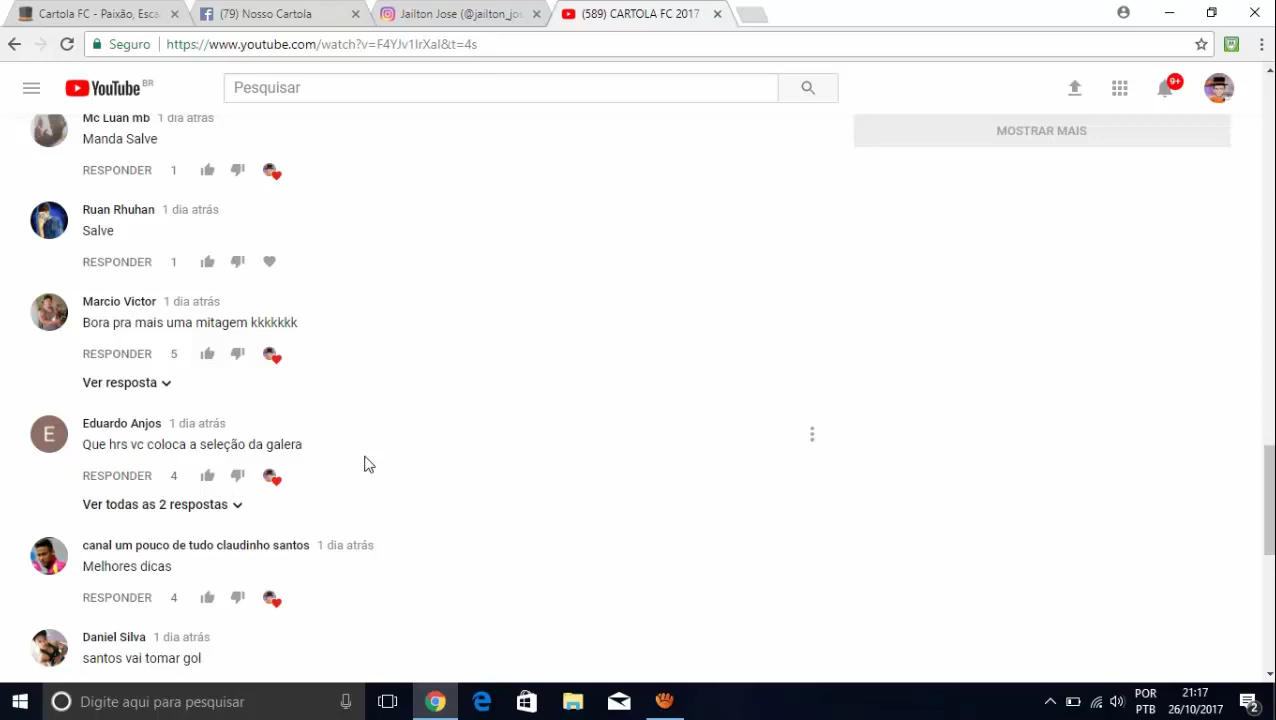 Cartola FC - Paixão, Esca
(79) Nosso Cartola
Jailton Jose (@jailton_jos
(589) CARTOLA FC 2017
Seguro
https://www.youtube.com/watch?v=F4YJv1IrXaI&t=4s
YouTube BR
Pesquisar
9+
Mc Luan mb 1 dia atrás
Manda Salve
MOSTRAR MAIS
RESPONDER 1
Ruan Rhuhan 1 dia atrás
Salve
RESPONDER 1
Marcio Victor 1 dia atrás
Bora pra mais uma mitagem kkkkkkk
RESPONDER 5
Ver resposta
E
Eduardo Anjos 1 dia atrás
Que hrs vc coloca a seleção da galera
RESPONDER 4
Ver todas as 2 respostas
canal um pouco de tudo claudinho santos 1 dia atrás
Melhores dicas
RESPONDER 4
Daniel Silva 1 dia atrás
santos vai tomar gol
Digite aqui para pesquisar
POR
PTB
21:17
26/10/2017
2